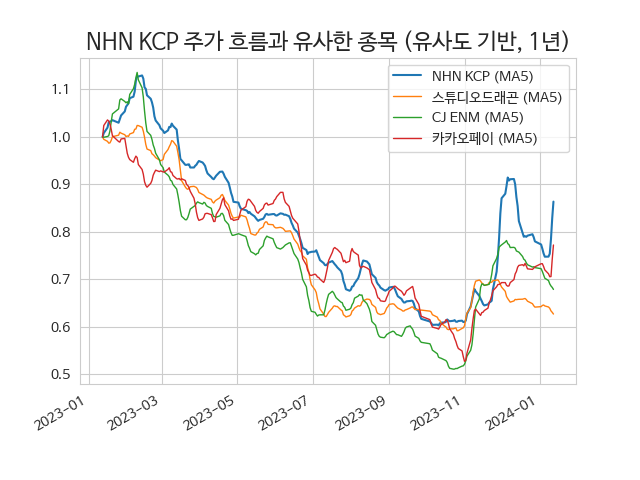 NHN KCP 주가 흐름과 유사한 종목 (유사도 기반, 1년)
NHN KCP (MA5)
스튜디오드래곤 (MA5)
CJ ENM (MA5)
카카오페이 (MA5)
1.1
1.0
0.9
0.8
0.7
0.6
0.5
2023-01
2023-03
2023-05
2023-07
2023-09
2023-11
2024-01